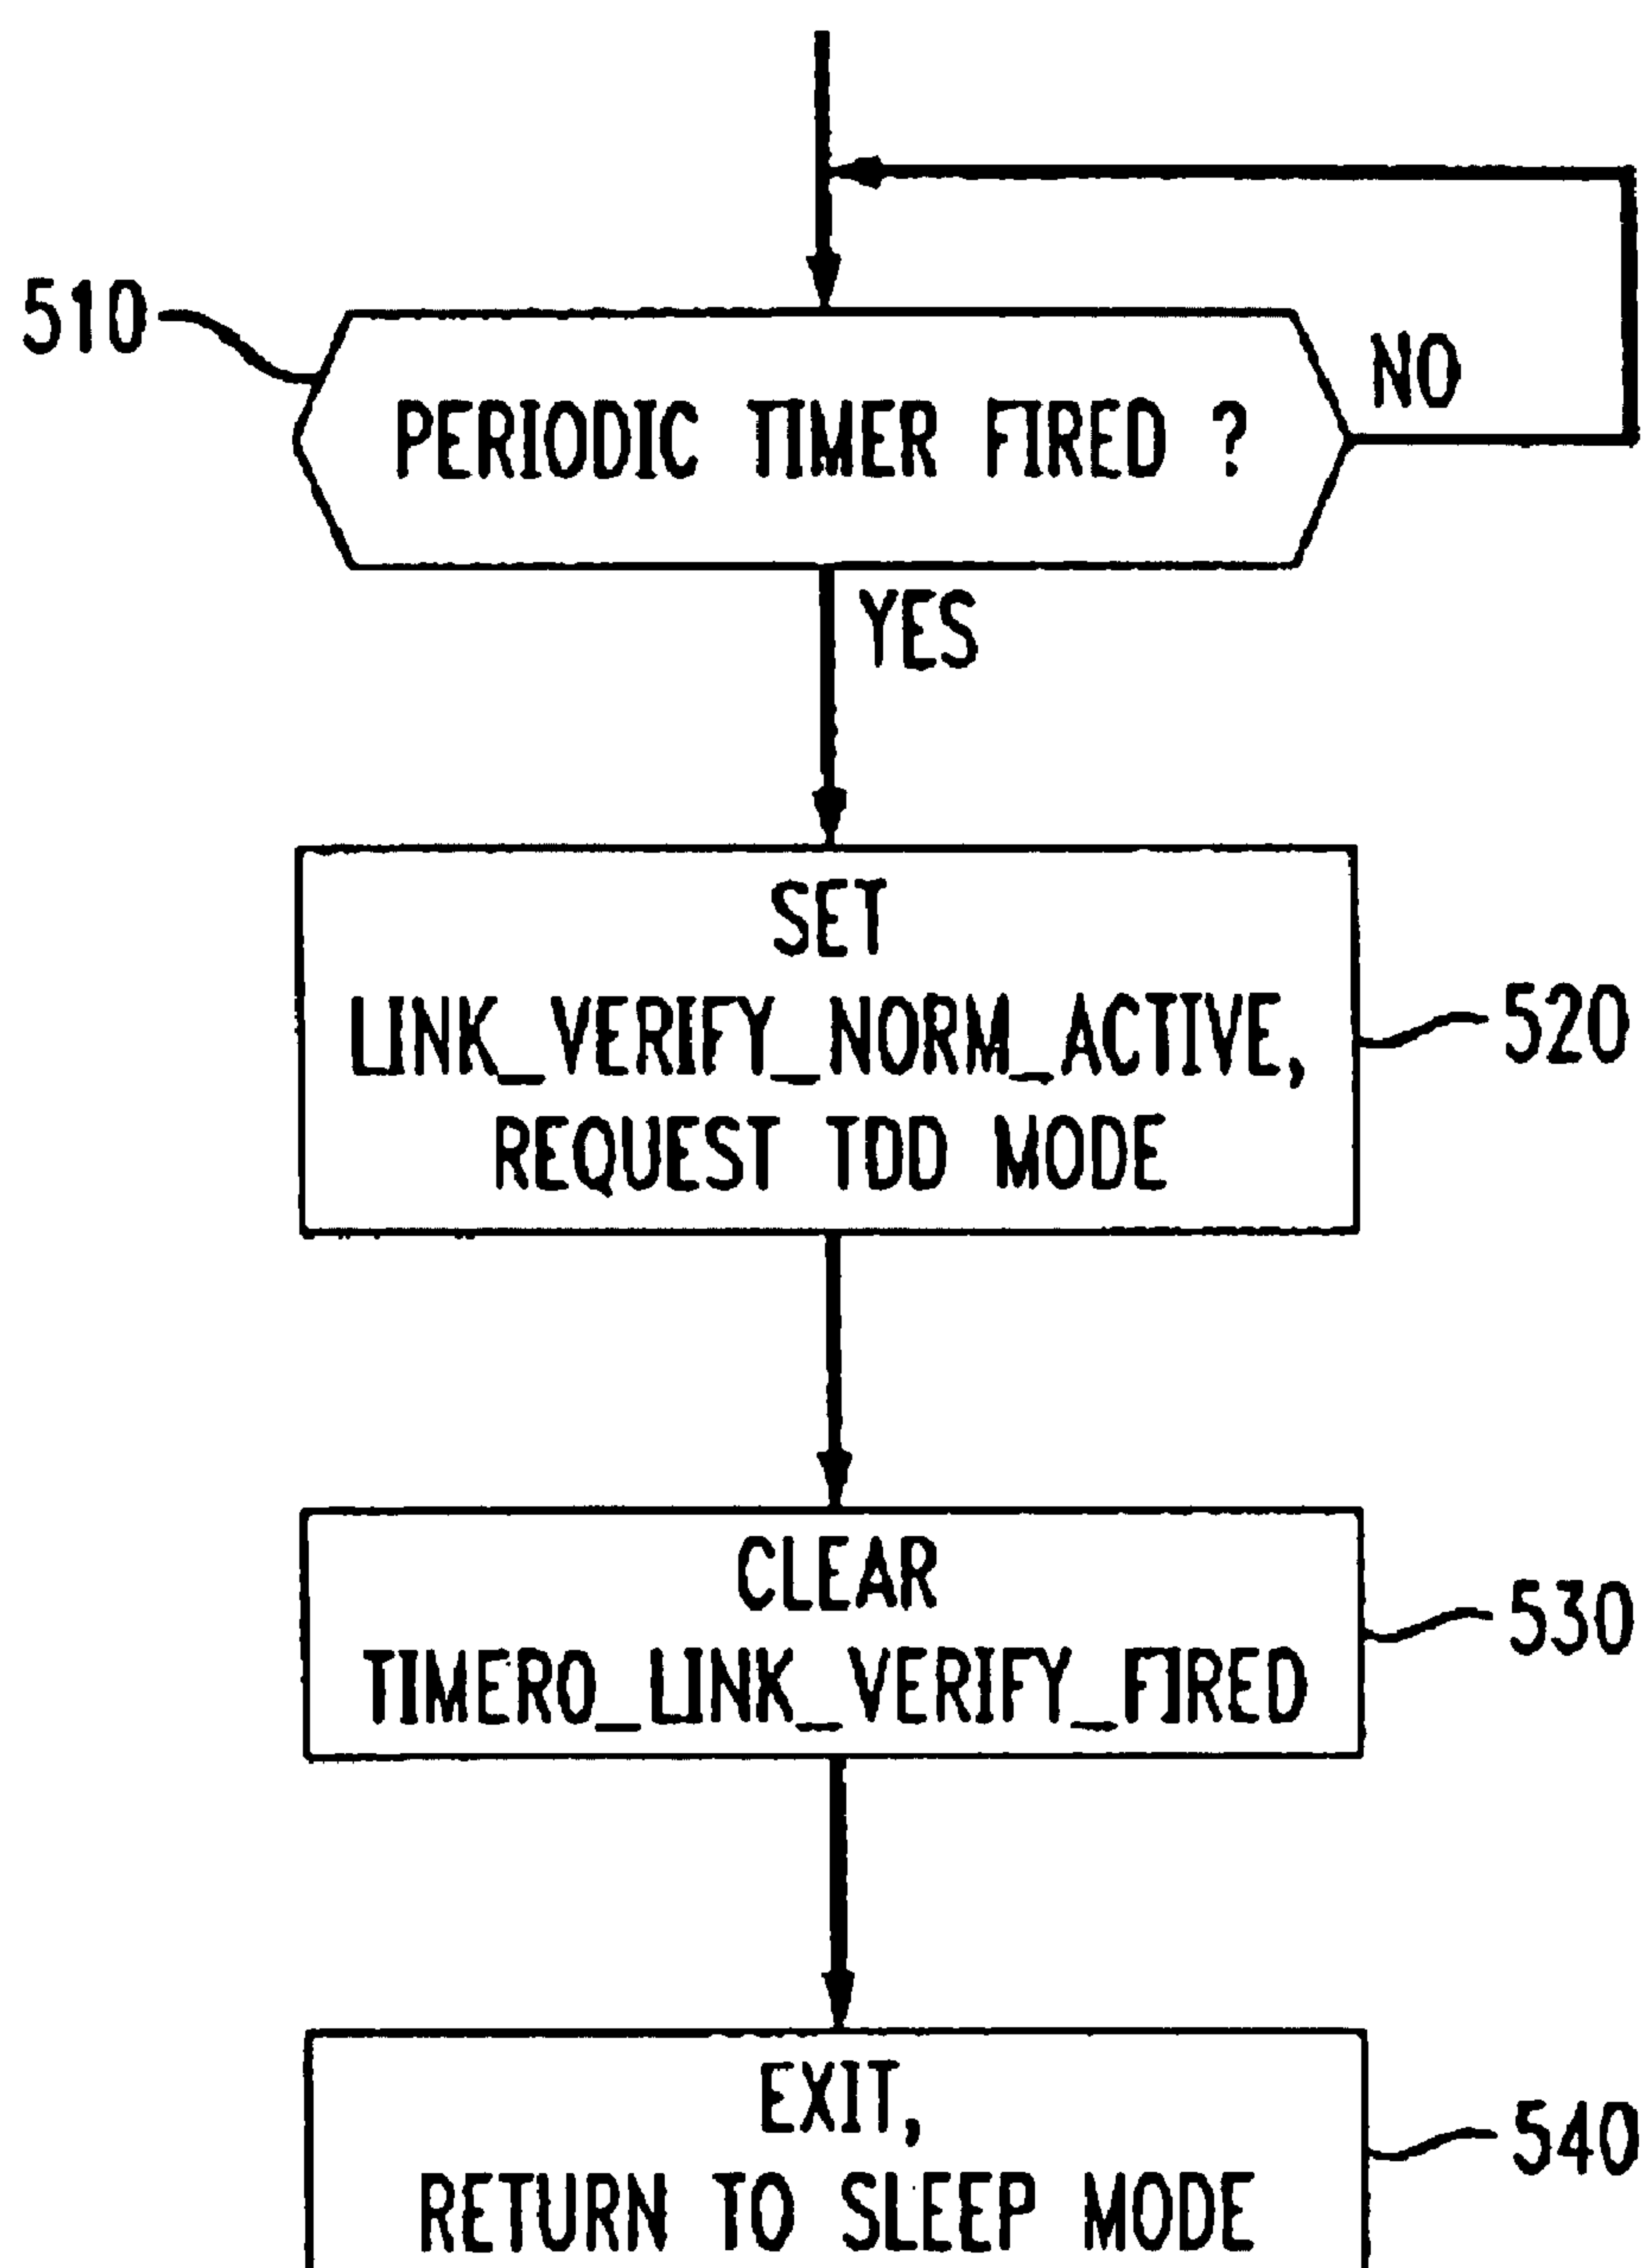 510
PERIODIC TIMER FIRED ?
NO
YES
SET
LINK_VERIFY_NORM_ACTIVE,
REQUEST TDD MODE
520
CLEAR
TIMERO_LINK_VERIFY_FIRED
530
EXIT,
RETURN TO SLEEP MODE
540